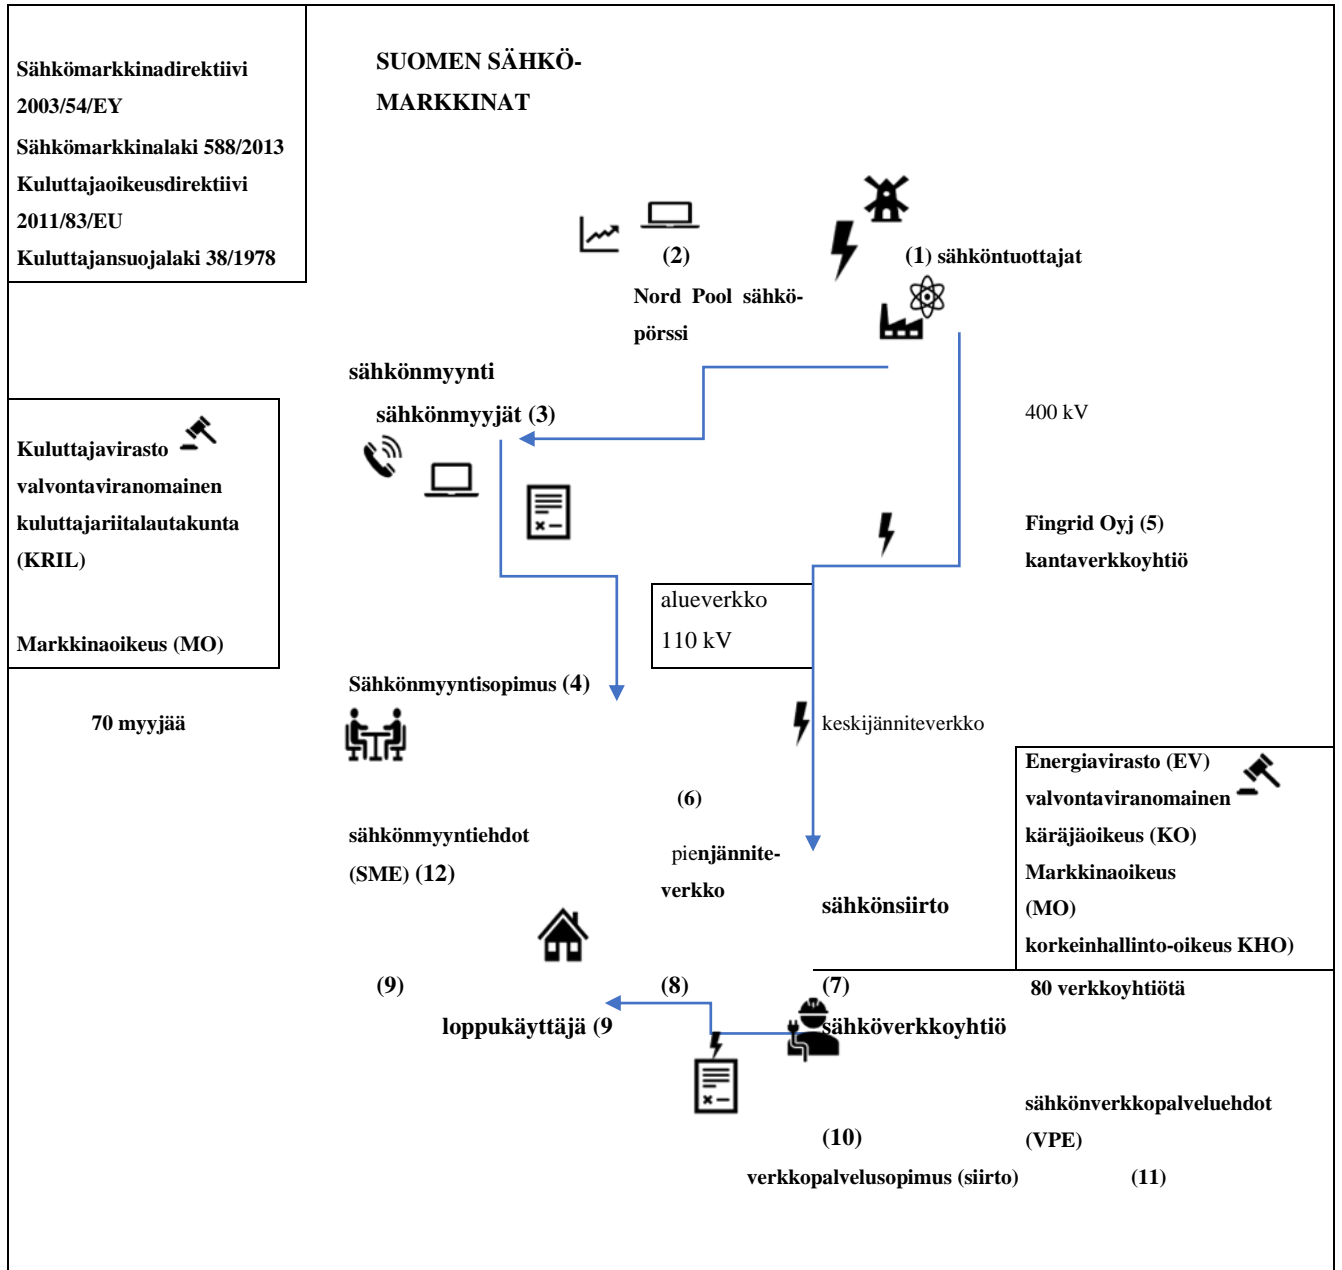 Sähkömarkkinadirektiivi
2003/54/EY
Sähkömarkkinalaki 588/2013
Kuluttajaoikeusdirektiivi
2011/83/EU
Kuluttajansuojalaki 38/1978
SUOMEN SÄHKÖ-
MARKKINAT
(2)
Nord Pool sähkö-
pörssi
(1) sähköntuottajat
sähkönmyynti
sähkönmyyjät (3)
400 kV
Kuluttajavirasto
valvontaviranomainen
kuluttajariitalautakunta
(KRIL)
Markkinaoikeus (MO)
Fingrid Oyj (5)
kantaverkkoyhtiö
alueverkko
110 kV
Sähkönmyyntisopimus (4)
70 myyjää
keskijänniteverkko
(6)
pienjännite-
verkko
sähkönmyyntiehdot
(SME) (12)
sähkönsiirto
Energiavirasto (EV)
valvontaviranomainen
käräjäoikeus (KO)
Markkinaoikeus
(MO)
korkeinhallinto-oikeus KHO)
(9)
(8)
(7)
80 verkkoyhtiötä
loppukäyttäjä (9
sähköverkkoyhtiö
sähkönverkkopalveluehdot
(VPE)
(10)
verkkopalvelusopimus (siirto)
(11)